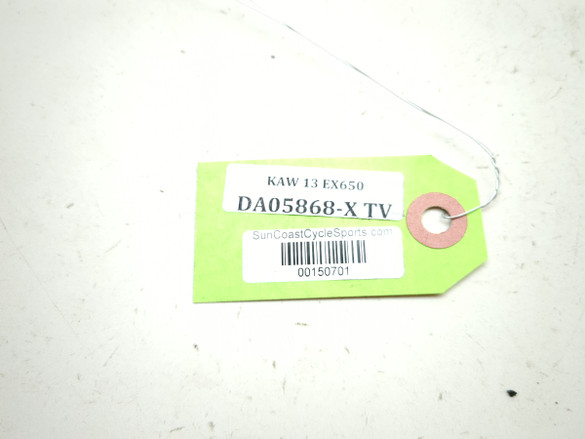 KAW 13 EX650
DA05868-X TV
SunCoastCycleSports.com
00150701